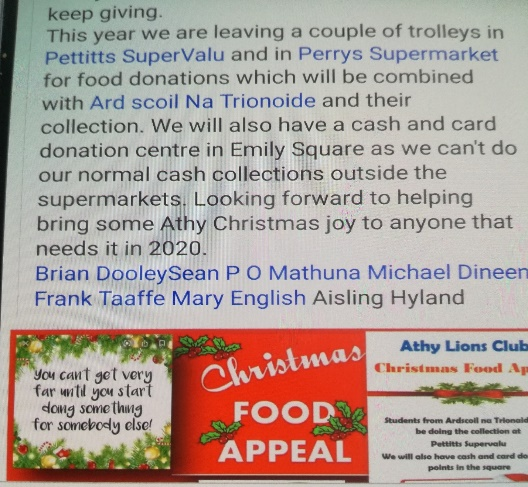 keep giving.
This year we are leaving a couple of trolleys in
Pettitts SuperValu and in Perrys Supermarket
for food donations which will be combined
with Ard scoil Na Trionoide and their
collection. We will also have a cash and card
donation centre in Emily Square as we can't do
our normal cash collections outside the
supermarkets. Looking forward to helping
bring some Athy Christmas joy to anyone that
needs it in 2020.
Brian DooleySean P O Mathuna Michael Dineen
Frank Taaffe Mary English Aisling Hyland
you can't get very
far until you start
doing something
for somebody else!
Christmas
FOOD
APPEAL
Athy Lions Club
Christmas Food Ap
Students from Ardscoil na Trionoid
be doing the collection at
Pettitts Supervalu
We will also have cash and card do
points in the square